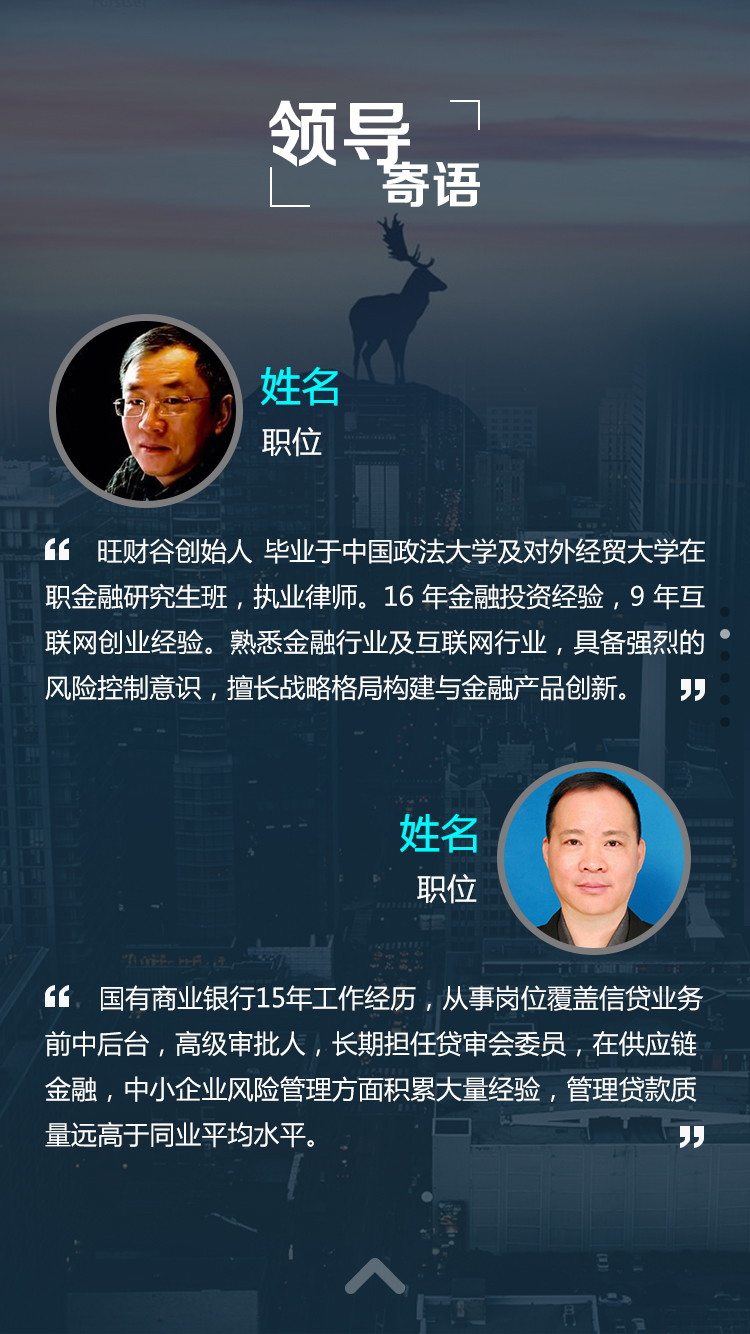 领导
寄语
姓名
职位
“ 旺财谷创始人 毕业于中国政法大学及对外经贸大学在
职金融研究生班，执业律师。16 年金融投资经验，9 年互
联网创业经验。熟悉金融行业及互联网行业，具备强烈的
风险控制意识，擅长战略格局构建与金融产品创新。 ”
姓名
职位
“ 国有商业银行15年工作经历，从事岗位覆盖信贷业务
前中后台，高级审批人，长期担任贷审会委员，在供应链
金融，中小企业风险管理方面积累大量经验，管理贷款质
量远高于同业平均水平。 ”